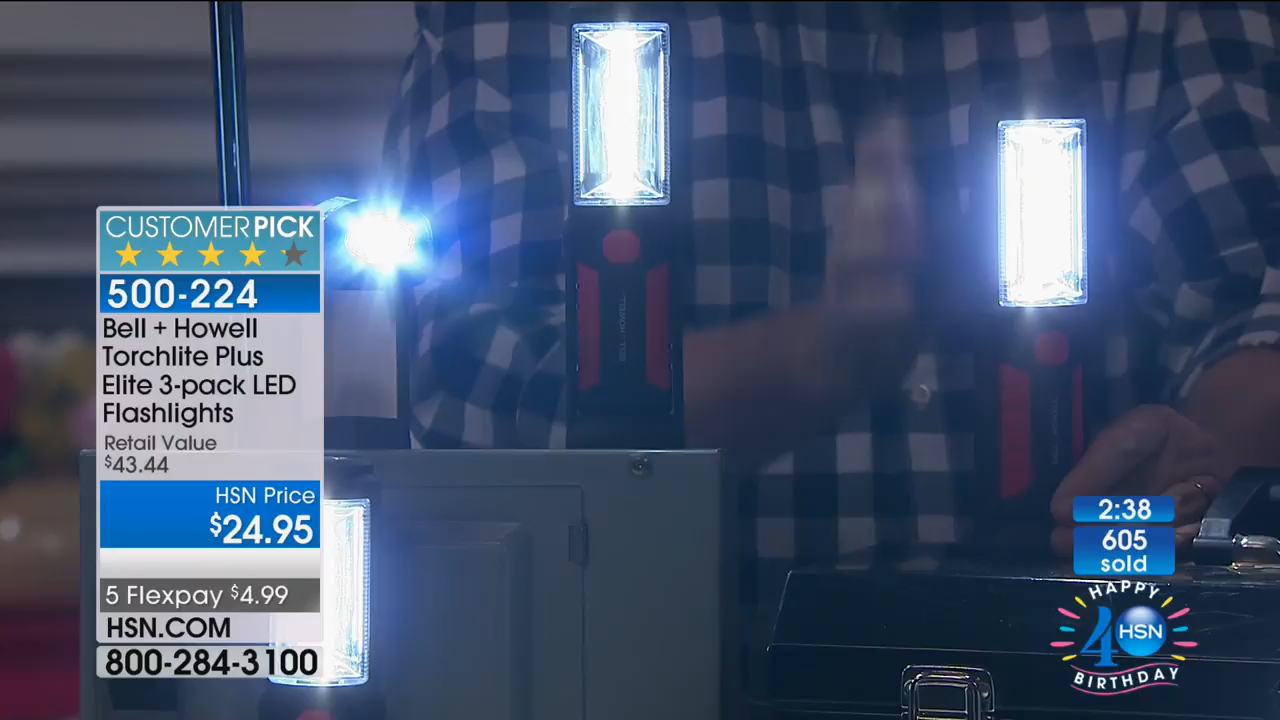 CUSTOMER PICK
500-224
Bell + Howell
Torchlite Plus
Elite 3-pack LED
Flashlights
Retail Value
$43.44
HSN Price
$24.95
5 Flexpay $4.99
HSN.COM
800-284-3100
BELL+HOWELL
2:38
605
sold
HAPPY
40 HSN
BIRTHDAY